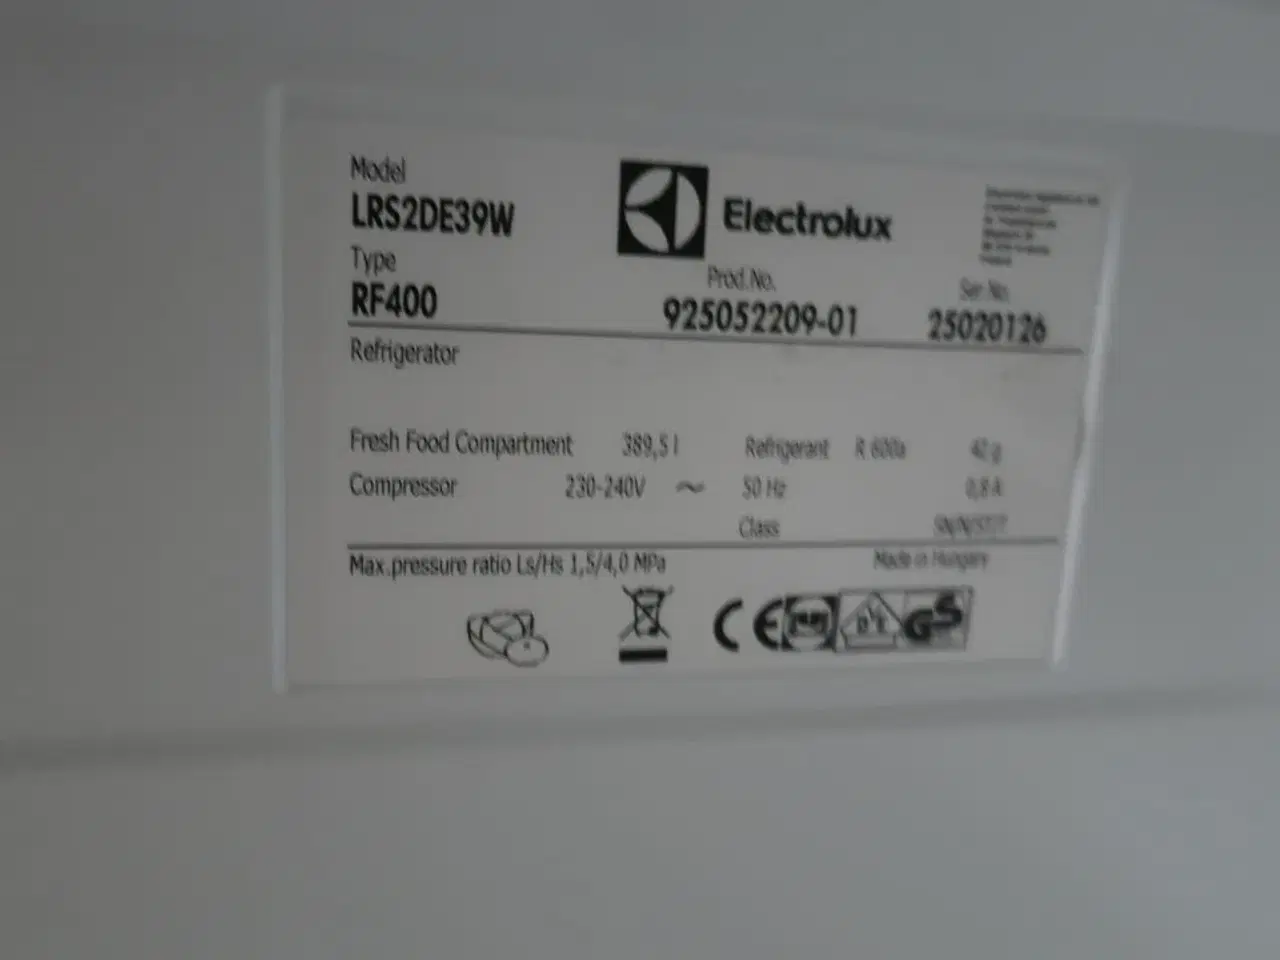 Model
LRS2DE39W
Electrolux
Type
RF400
Prod.No.
925052209-01
Ser.No.
25020126
Refrigerator
Fresh Food Compartment 389,5 l Refrigerant R 600a 42 g
Compressor 230-240V ~ 50 Hz 0,8 A
Class SN/N/ST/T
Max.pressure ratio Ls/Hs 1,5/4,0 MPa
Made in Hungary
CE
GS